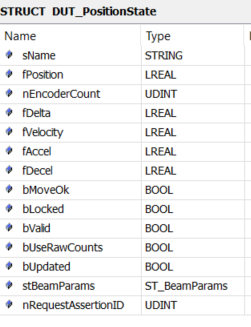 STRUCT DUT_PositionState
Name Type
sName STRING
fPosition LREAL
nEncoderCount UDINT
fDelta LREAL
fVelocity LREAL
fAccel LREAL
fDecel LREAL
bMoveOk BOOL
bLocked BOOL
bValid BOOL
bUseRawCounts BOOL
bUpdated BOOL
stBeamParams ST_BeamParams
nRequestAssertionID UDINT